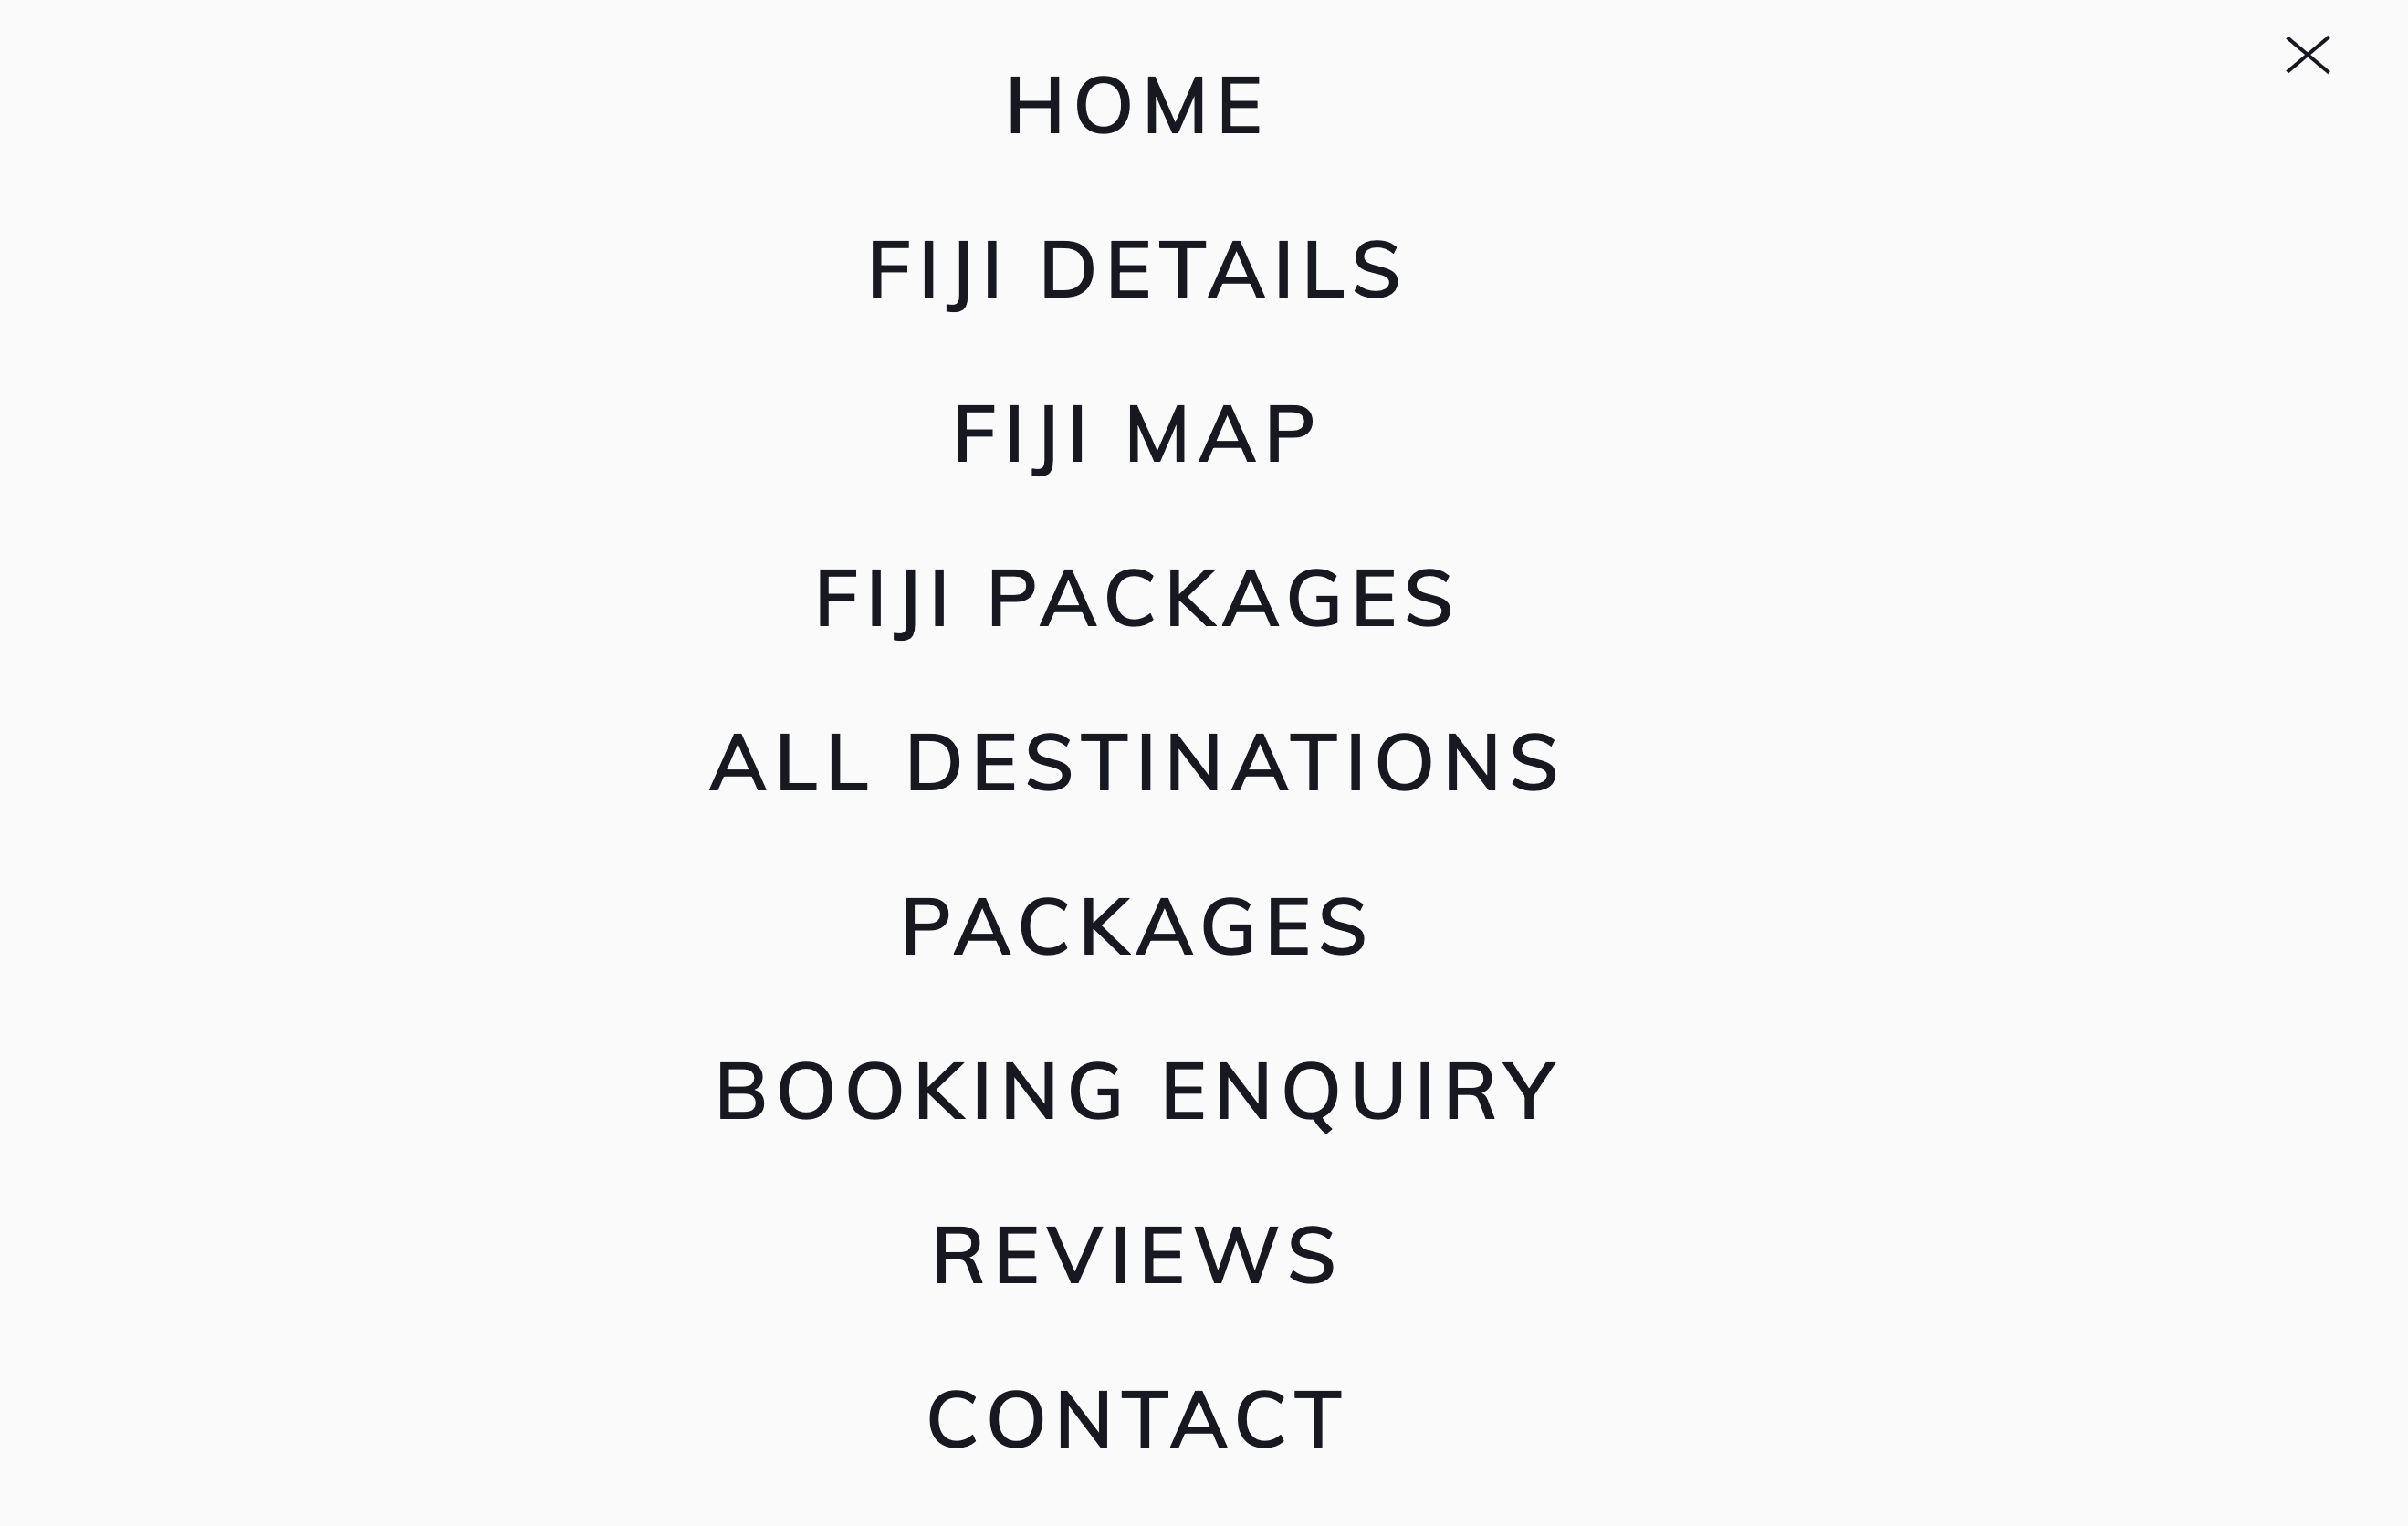 HOME
FIJI DETAILS
FIJI MAP
FIJI PACKAGES
ALL DESTINATIONS
PACKAGES
BOOKING ENQUIRY
REVIEWS
CONTACT